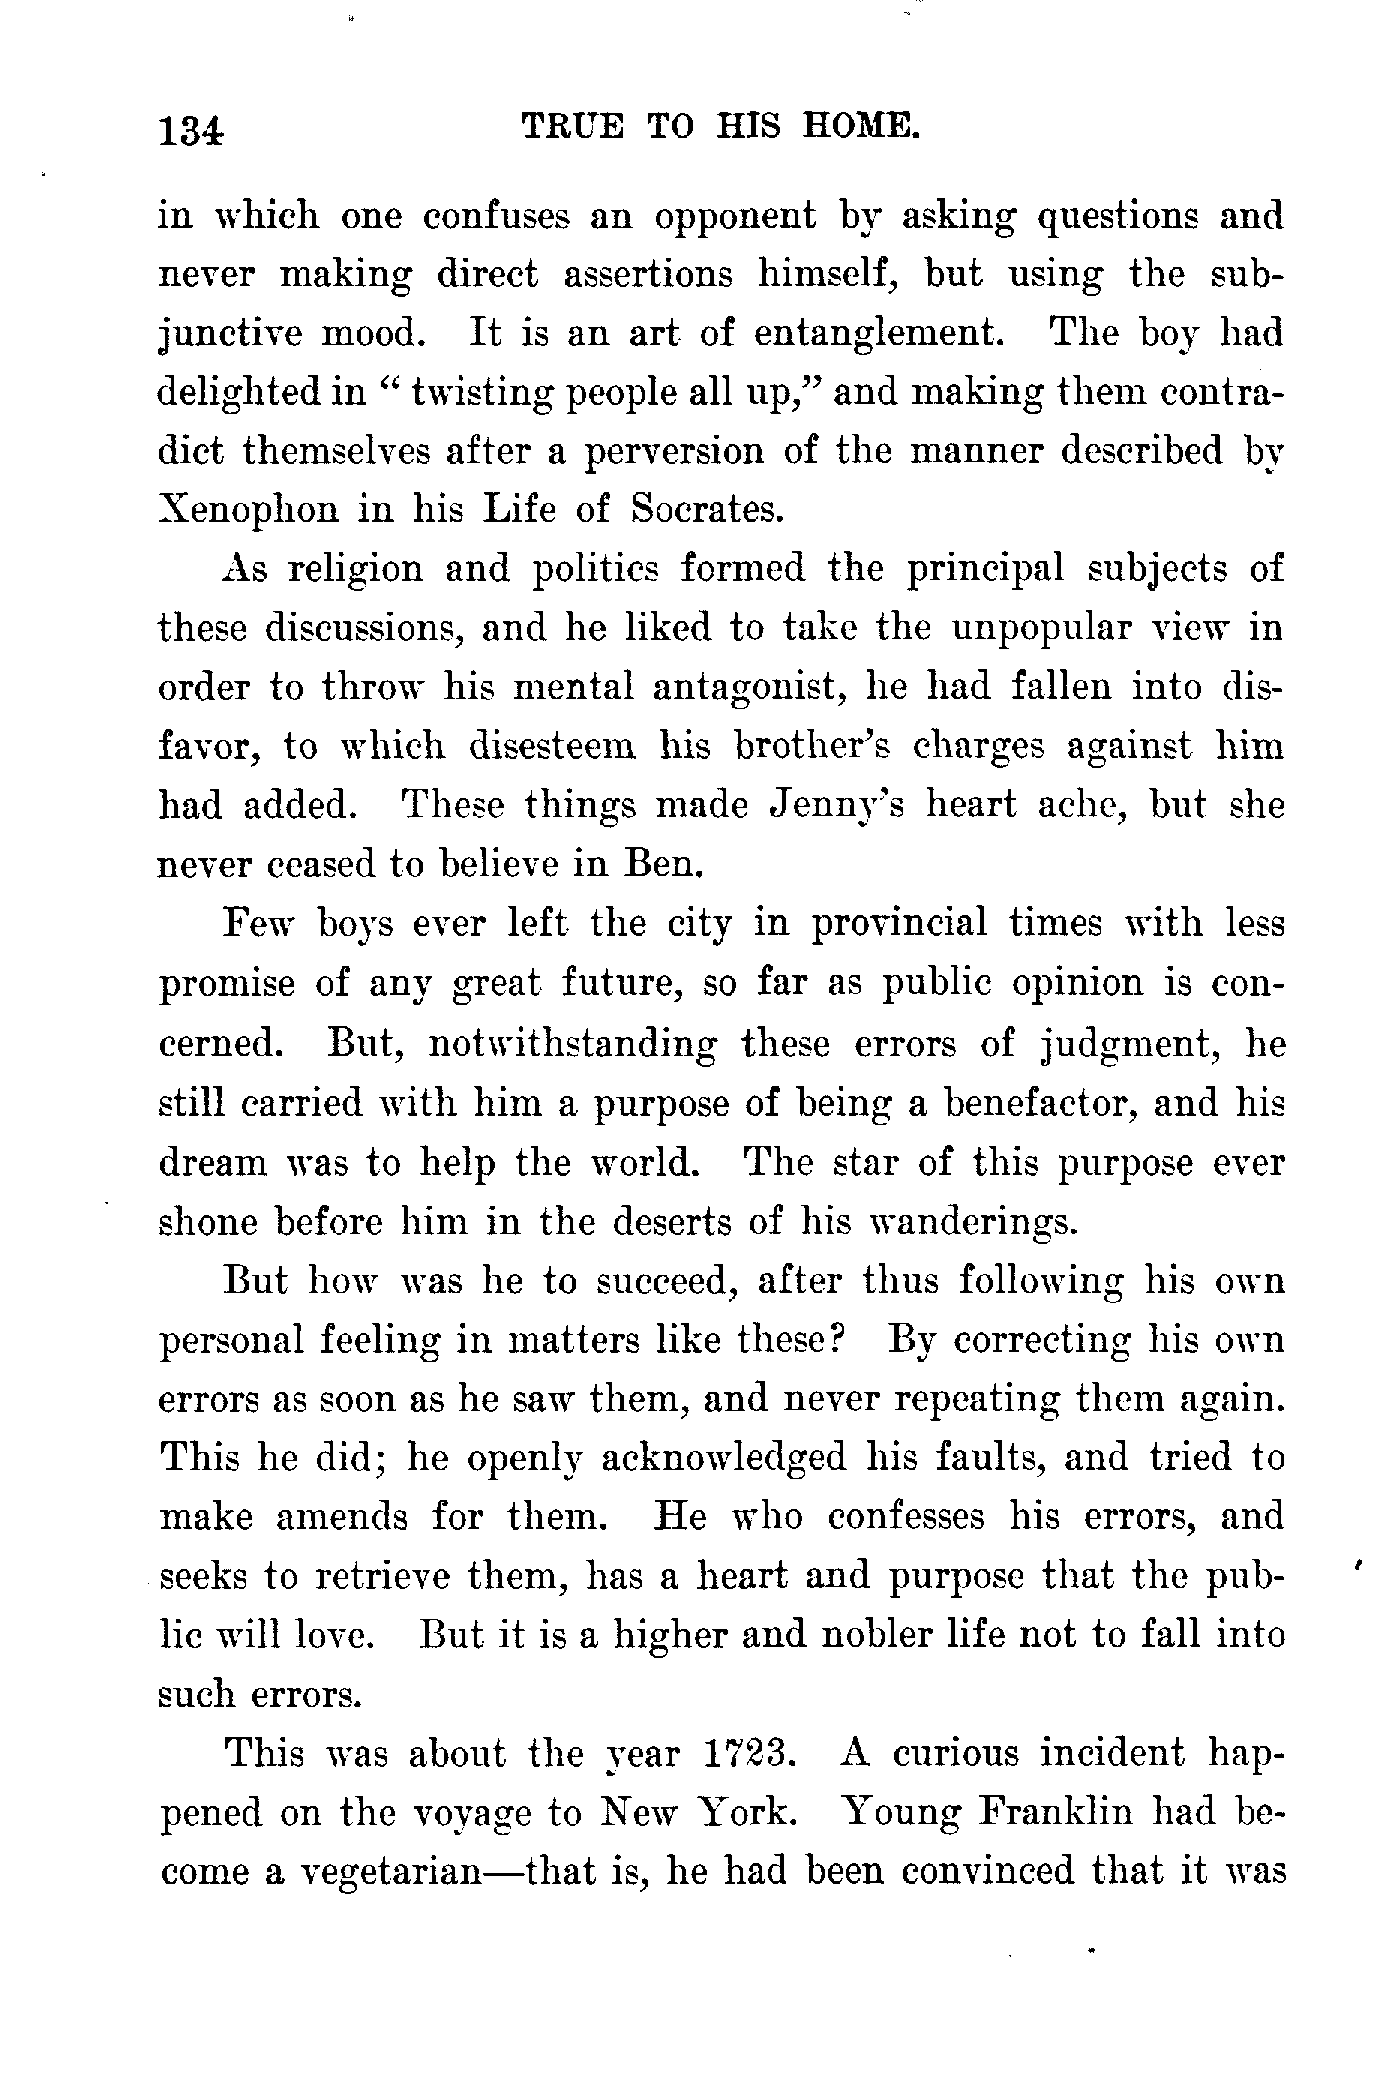 134 TRUE TO HIS HOME.
in which one confuses an opponent by asking questions and
never making direct assertions himself, but using the sub-
junctive mood. It is an art of entanglement. The boy had
delighted in “ twisting people all up,” and making them contra-
dict themselves after a perversion of the manner described by
Xenophon in his Life of Socrates.
As religion and politics formed the principal subjects of
these discussions, and he liked to take the unpopular view in
order to throw his mental antagonist, he had fallen into dis-
favor, to which disesteem his brother’s charges against him
had added. These things made Jenny’s heart ache, but she
never ceased to believe in Ben.
Few boys ever left the city in provincial times with less
promise of any great future, so far as public opinion is con-
cerned. But, notwithstanding these errors of judgment, he
still carried with him a purpose of being a benefactor, and his
dream was to help the world. The star of this purpose ever
shone before him in the deserts of his wanderings.
But how was he to succeed, after thus following his own
personal feeling in matters like these? By correcting his own
errors as soon as he saw them, and never repeating them again.
This he did; he openly acknowledged his faults, and tried to
make amends for them. He who confesses his errors, and
seeks to retrieve them, has a heart and purpose that the pub-
lic will love. But it is a higher and nobler life not to fall into
such errors.
This was about the year 1723. A curious incident hap-
pened on the voyage to New York. Young Franklin had be-
come a vegetarian—that is, he had been convinced that it was